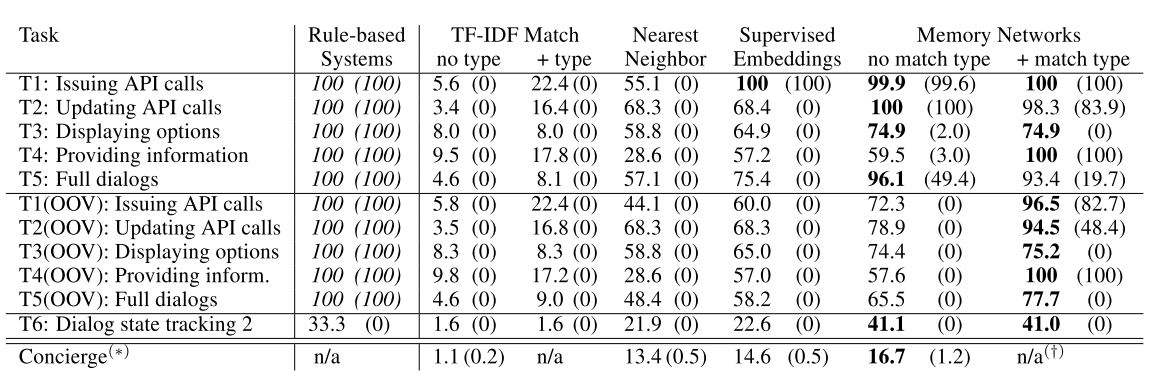 Task Rule-based TF-IDF Match Nearest Supervised Memory Networks
Systems no type + type Neighbor Embeddings no match type + match type
T1: Issuing API calls 100 (100) 5.6 (0) 22.4 (0) 55.1 (0) 100 (100) 99.9 (99.6) 100 (100)
T2: Updating API calls 100 (100) 3.4 (0) 16.4 (0) 68.3 (0) 68.4 (0) 100 (100) 98.3 (83.9)
T3: Displaying options 100 (100) 8.0 (0) 8.0 (0) 58.8 (0) 64.9 (0) 74.9 (2.0) 74.9 (0)
T4: Providing information 100 (100) 9.5 (0) 17.8 (0) 28.6 (0) 57.2 (0) 59.5 (3.0) 100 (100)
T5: Full dialogs 100 (100) 4.6 (0) 8.1 (0) 57.1 (0) 75.4 (0) 96.1 (49.4) 93.4 (19.7)
T1(OOV): Issuing API calls 100 (100) 5.8 (0) 22.4 (0) 44.1 (0) 60.0 (0) 72.3 (0) 96.5 (82.7)
T2(OOV): Updating API calls 100 (100) 3.5 (0) 16.8 (0) 68.3 (0) 68.3 (0) 78.9 (0) 94.5 (48.4)
T3(OOV): Displaying options 100 (100) 8.3 (0) 8.3 (0) 58.8 (0) 65.0 (0) 74.4 (0) 75.2 (0)
T4(OOV): Providing inform. 100 (100) 9.8 (0) 17.2 (0) 28.6 (0) 57.0 (0) 57.6 (0) 100 (100)
T5(OOV): Full dialogs 100 (100) 4.6 (0) 9.0 (0) 48.4 (0) 58.2 (0) 65.5 (0) 77.7 (0)
T6: Dialog state tracking 2 33.3 (0) 1.6 (0) 1.6 (0) 21.9 (0) 22.6 (0) 41.1 (0) 41.0 (0)
Concierge(*) n/a 1.1 (0.2) n/a 13.4 (0.5) 14.6 (0.5) 16.7 (1.2) n/a(†)